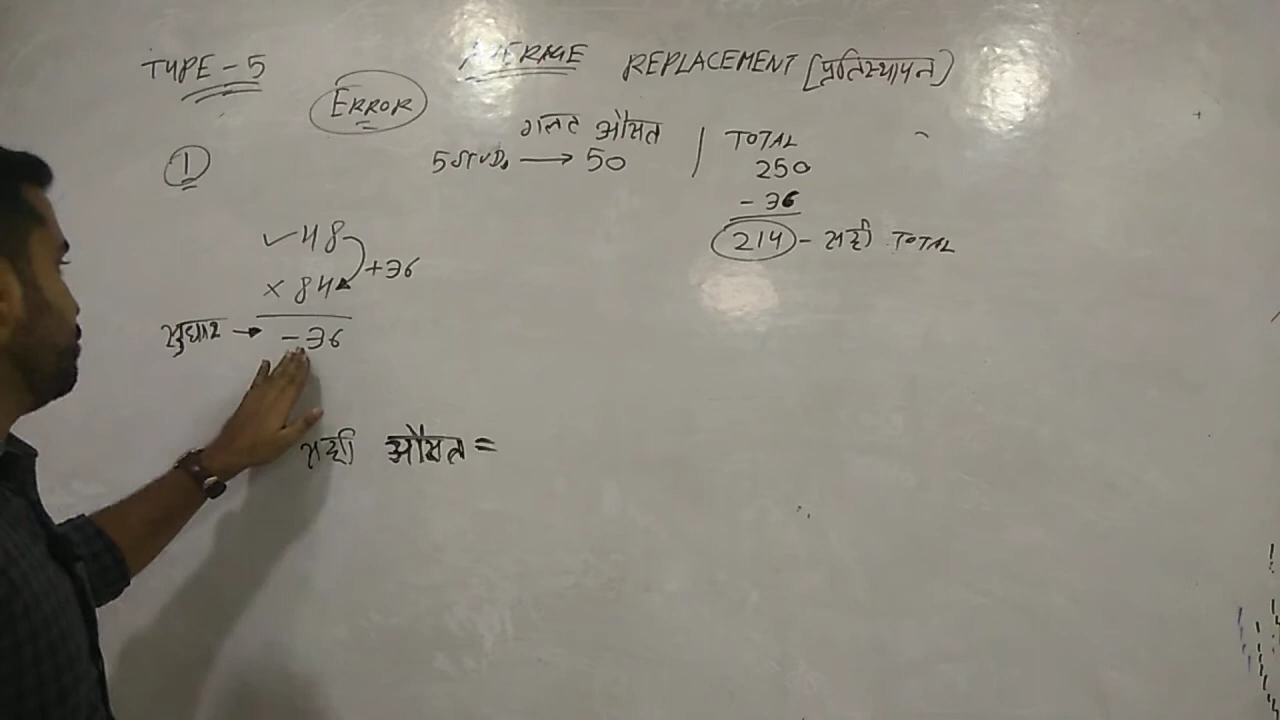 TYPE-5
AVERAGE REPLACEMENT [प्रतिस्थापन]
ERROR
①
गलत औसत | TOTAL
5 STUD. → 50 250
- 36
214 - सही TOTAL
✓48
+36
× 84
सुधार → - 36
सही औसत =